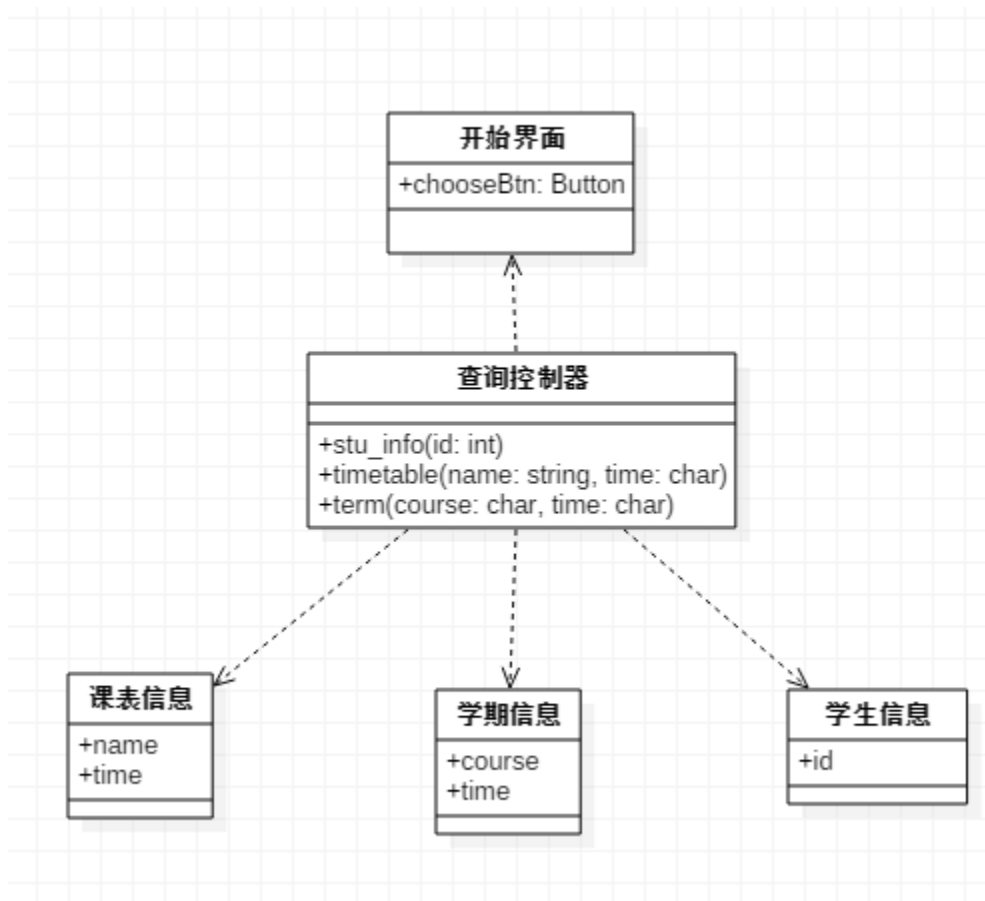 开始界面
+chooseBtn: Button
查询控制器
+stu_info(id: int)
+timetable(name: string, time: char)
+term(course: char, time: char)
课表信息
+name
+time
学期信息
+course
+time
学生信息
+id